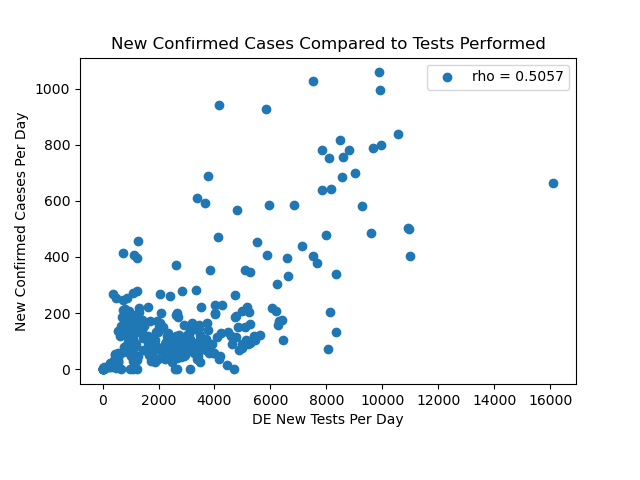 New Confirmed Cases Compared to Tests Performed
rho = 0.5057
New Confirmed Caeses Per Day
1000
800
600
400
200
0
0 2000 4000 6000 8000 10000 12000 14000 16000
DE New Tests Per Day